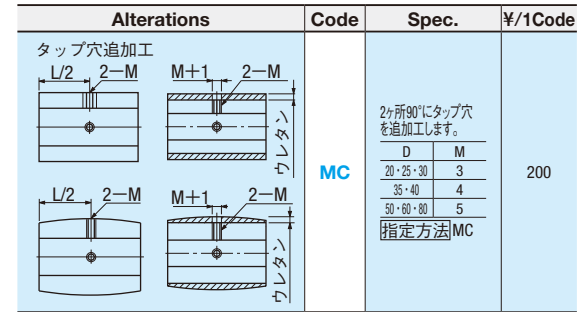 Alterations Code Spec. ¥/1Code
タップ穴追加工
L/2 2-M M+1 2-M
ウレタン
L/2 2-M M+1 2-M
ウレタン
MC
2ヶ所90°にタップ穴
を追加工します。
D M
20・25・30 3
35・40 4
50・60・80 5
指定方法 MC
200